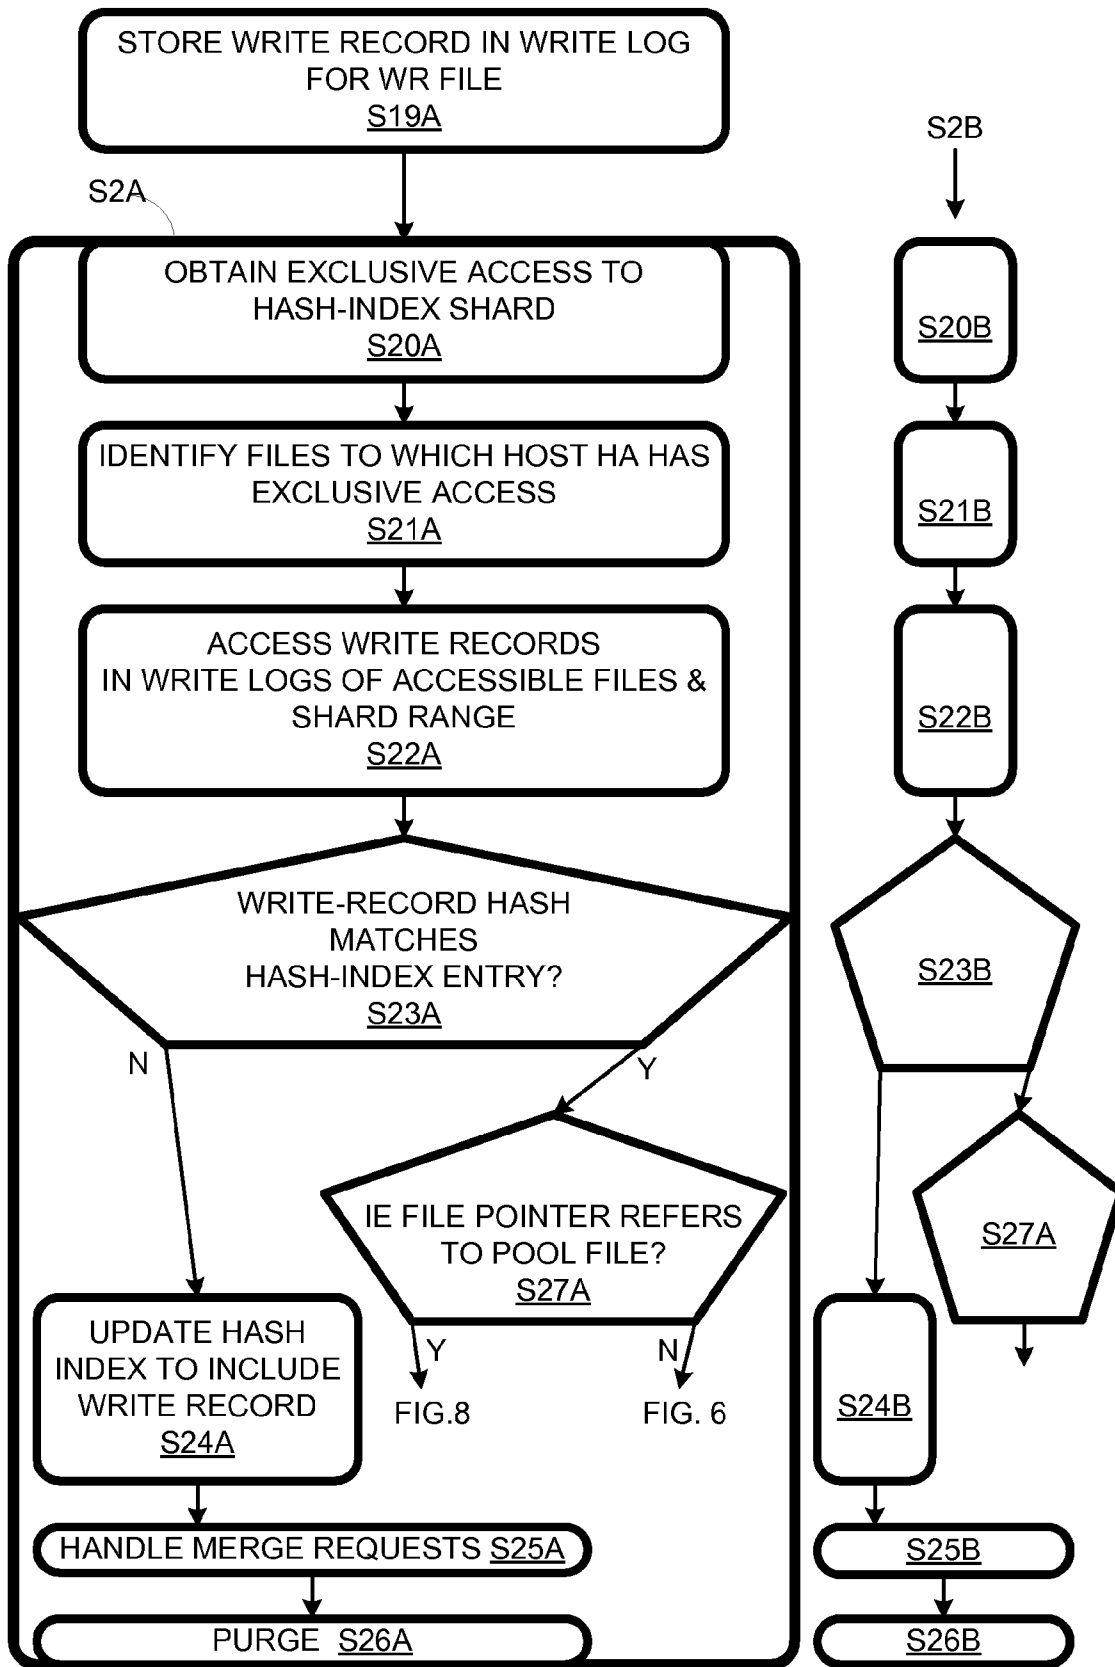 STORE WRITE RECORD IN WRITE LOG
FOR WR FILE
S19A
S2A
OBTAIN EXCLUSIVE ACCESS TO
HASH-INDEX SHARD
S20A
IDENTIFY FILES TO WHICH HOST HA HAS
EXCLUSIVE ACCESS
S21A
ACCESS WRITE RECORDS
IN WRITE LOGS OF ACCESSIBLE FILES &
SHARD RANGE
S22A
WRITE-RECORD HASH
MATCHES
HASH-INDEX ENTRY?
S23A
N
Y
IE FILE POINTER REFERS
TO POOL FILE?
S27A
Y
N
FIG.8
FIG. 6
UPDATE HASH
INDEX TO INCLUDE
WRITE RECORD
S24A
HANDLE MERGE REQUESTS S25A
PURGE S26A
S2B
S20B
S21B
S22B
S23B
S27A
S24B
S25B
S26B